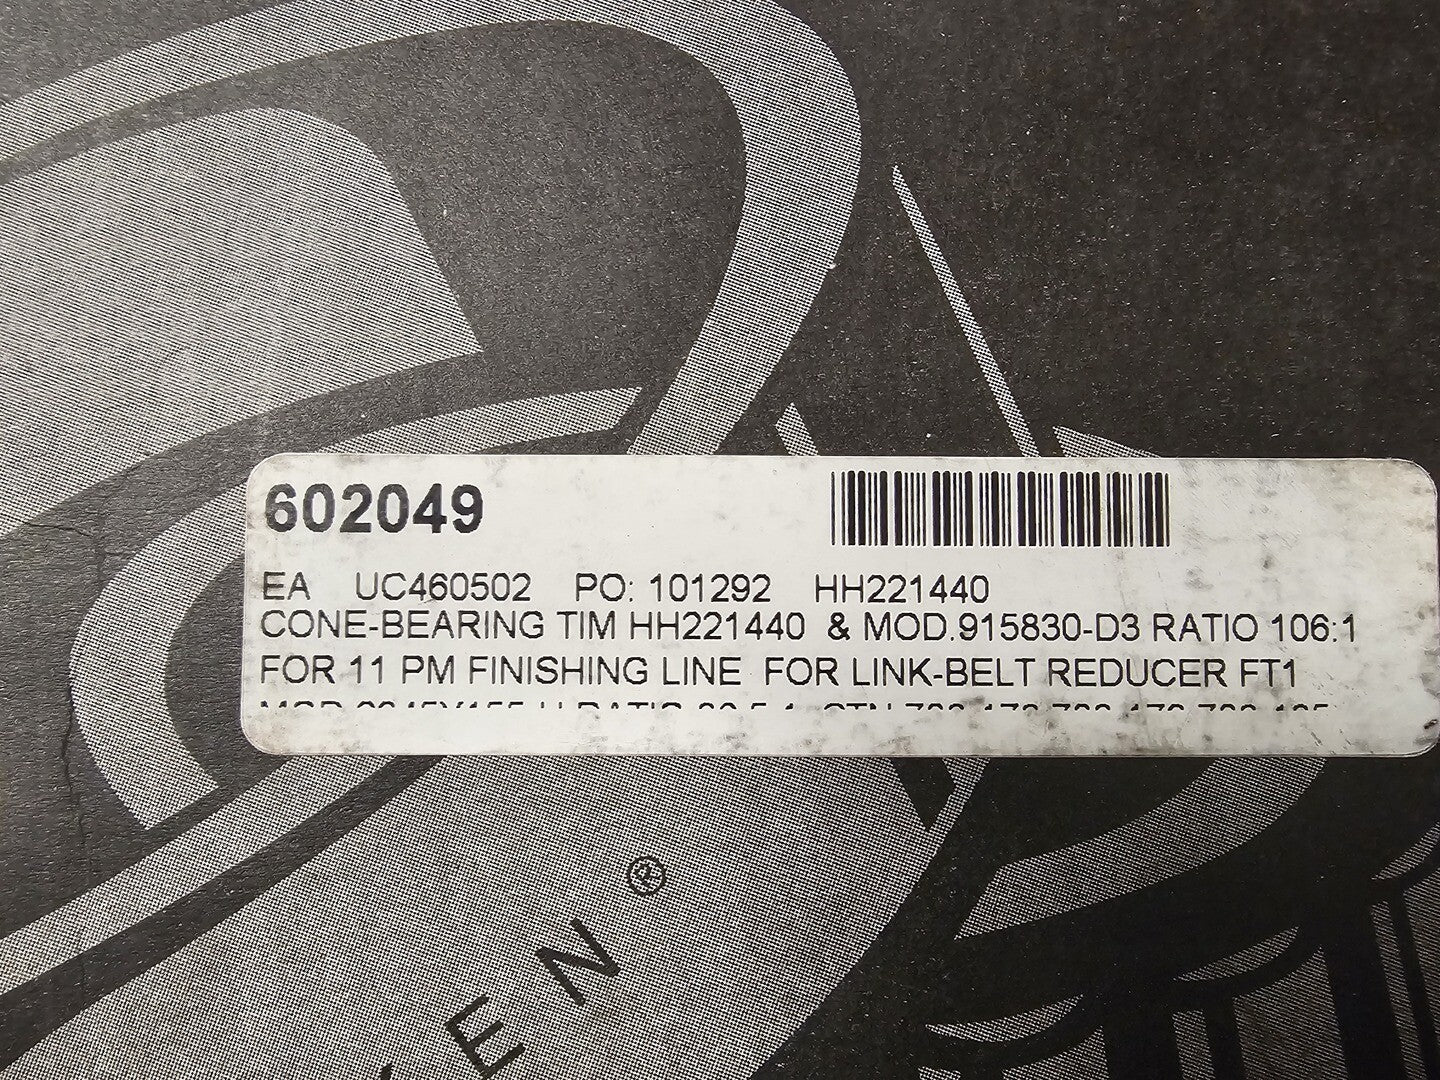 602049
EA UC460502 PO: 101292 HH221440
CONE-BEARING TIM HH221440 & MOD.915830-D3 RATIO 106:1
FOR 11 PM FINISHING LINE FOR LINK-BELT REDUCER FT1
EN®